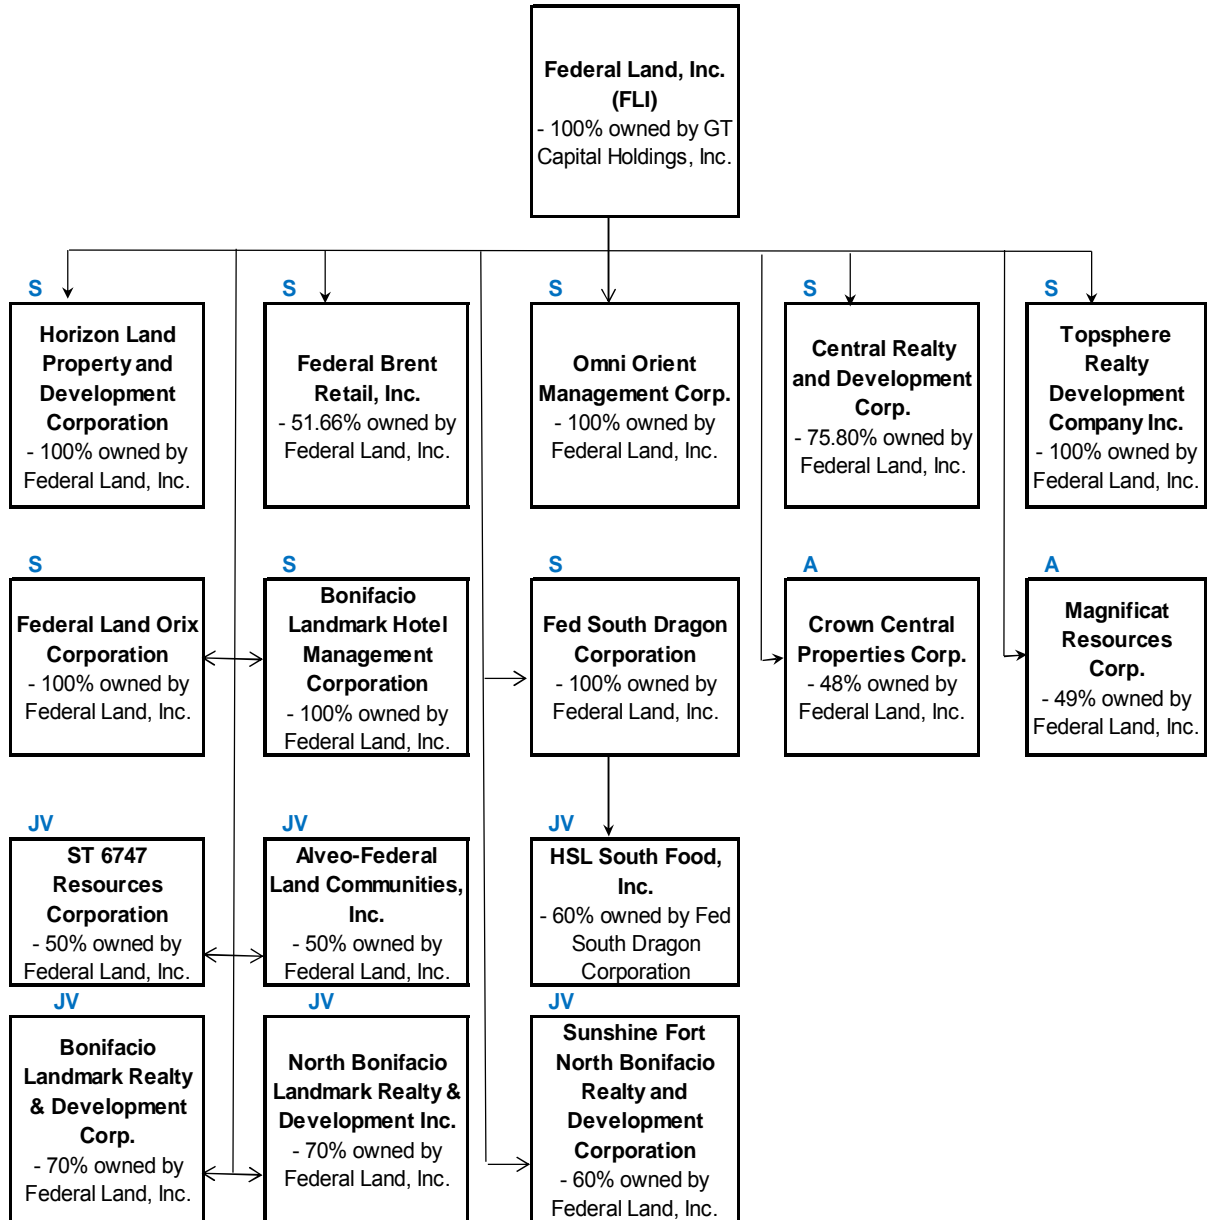 Federal Land, Inc.
(FLI)
- 100% owned by GT
Capital Holdings, Inc.
S
Horizon Land
Property and
Development
Corporation
- 100% owned by
Federal Land, Inc.
S
Federal Brent
Retail, Inc.
- 51.66% owned by
Federal Land, Inc.
S
Omni Orient
Management Corp.
- 100% owned by
Federal Land, Inc.
S
Central Realty
and Development
Corp.
- 75.80% owned by
Federal Land, Inc.
S
Topsphere
Realty
Development
Company Inc.
- 100% owned by
Federal Land, Inc.
S
Federal Land Orix
Corporation
- 100% owned by
Federal Land, Inc.
S
Bonifacio
Landmark Hotel
Management
Corporation
- 100% owned by
Federal Land, Inc.
S
Fed South Dragon
Corporation
- 100% owned by
Federal Land, Inc.
A
Crown Central
Properties Corp.
- 48% owned by
Federal Land, Inc.
A
Magnificat
Resources
Corp.
- 49% owned by
Federal Land, Inc.
JV
ST 6747
Resources
Corporation
- 50% owned by
Federal Land, Inc.
JV
Alveo-Federal
Land Communities,
Inc.
- 50% owned by
Federal Land, Inc.
JV
HSL South Food,
Inc.
- 60% owned by Fed
South Dragon
Corporation
JV
Bonifacio
Landmark Realty
& Development
Corp.
- 70% owned by
Federal Land, Inc.
JV
North Bonifacio
Landmark Realty &
Development Inc.
- 70% owned by
Federal Land, Inc.
JV
Sunshine Fort
North Bonifacio
Realty and
Development
Corporation
- 60% owned by
Federal Land, Inc.